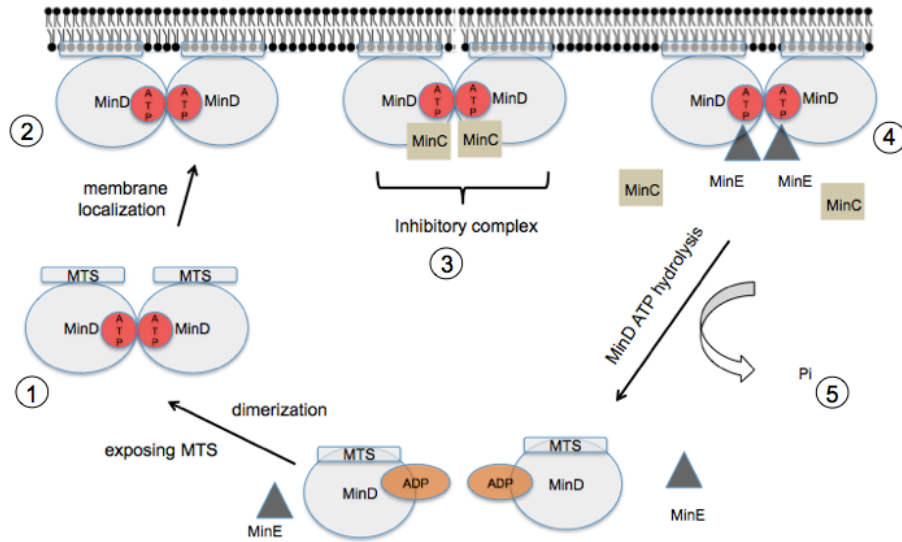 MinD
A
T
P
A
T
P
MinD
MinD
A
T
P
A
T
P
MinD
MinD
A
T
P
A
T
P
MinD
2
MinC
MinC
4
MinE
MinE
MinC
MinC
membrane
localization
Inhibitory complex
3
MTS
MTS
MinD
A
T
P
A
T
P
MinD
MinD ATP hydrolysis
Pi
5
1
dimerization
exposing MTS
MTS
MinD
ADP
ADP
MTS
MinD
MinE
MinE